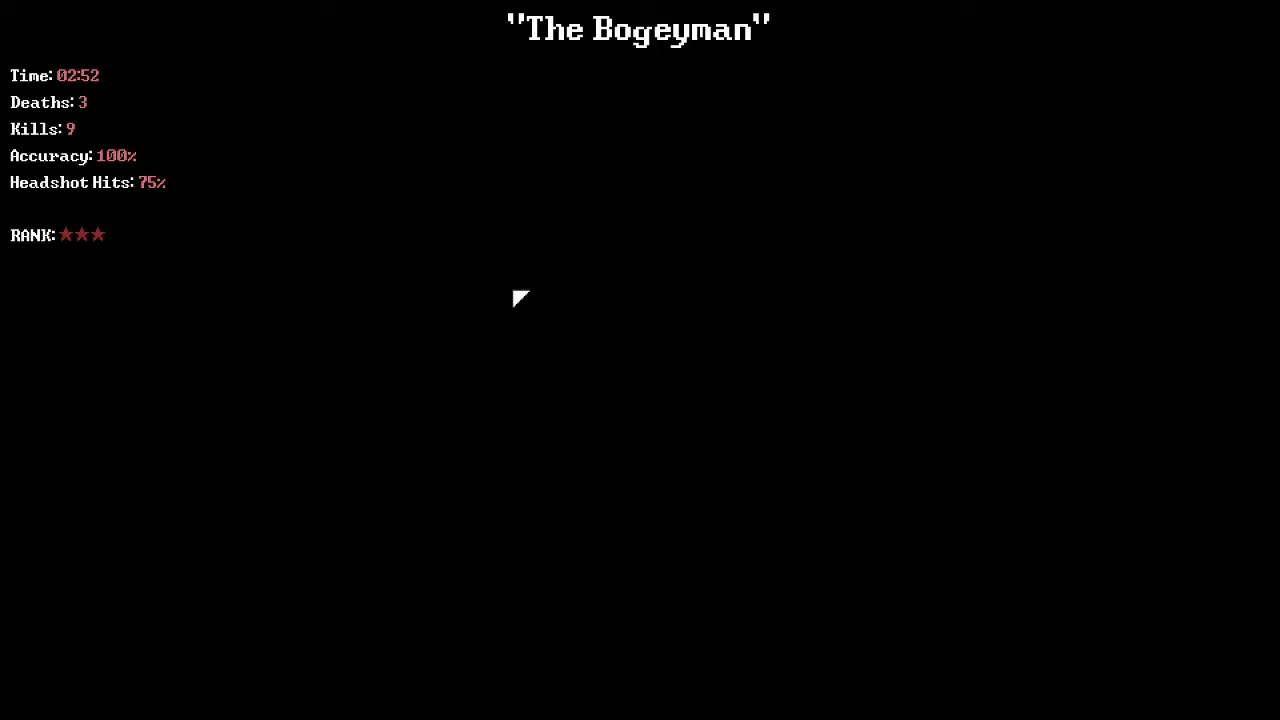 "The Bogeyman"
Time: 02:52
Deaths: 3
Kills: 9
Accuracy: 100%
Headshot Hits: 75%
RANK: ★★★